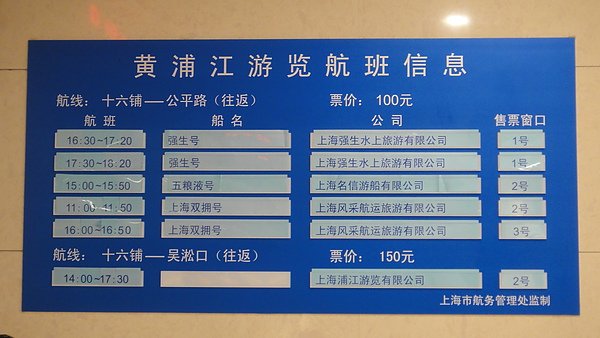 黄浦江游览航班信息
航线： 十六铺——公平路（往返） 票价： 100元
航班 船名 公司 售票窗口
16:30~17:20 强生号 上海强生水上旅游有限公司 1号
17:30~18:20 强生号 上海强生水上旅游有限公司 1号
15:00~15:50 五粮液号 上海名信游船有限公司 2号
11:00~11:50 上海双拥号 上海风采航运旅游有限公司 2号
16:00~16:50 上海双拥号 上海风采航运旅游有限公司 3号
航线： 十六铺——吴淞口（往返） 票价： 150元
14:00~17:30 上海浦江游览有限公司 2号
上海市航务管理处监制